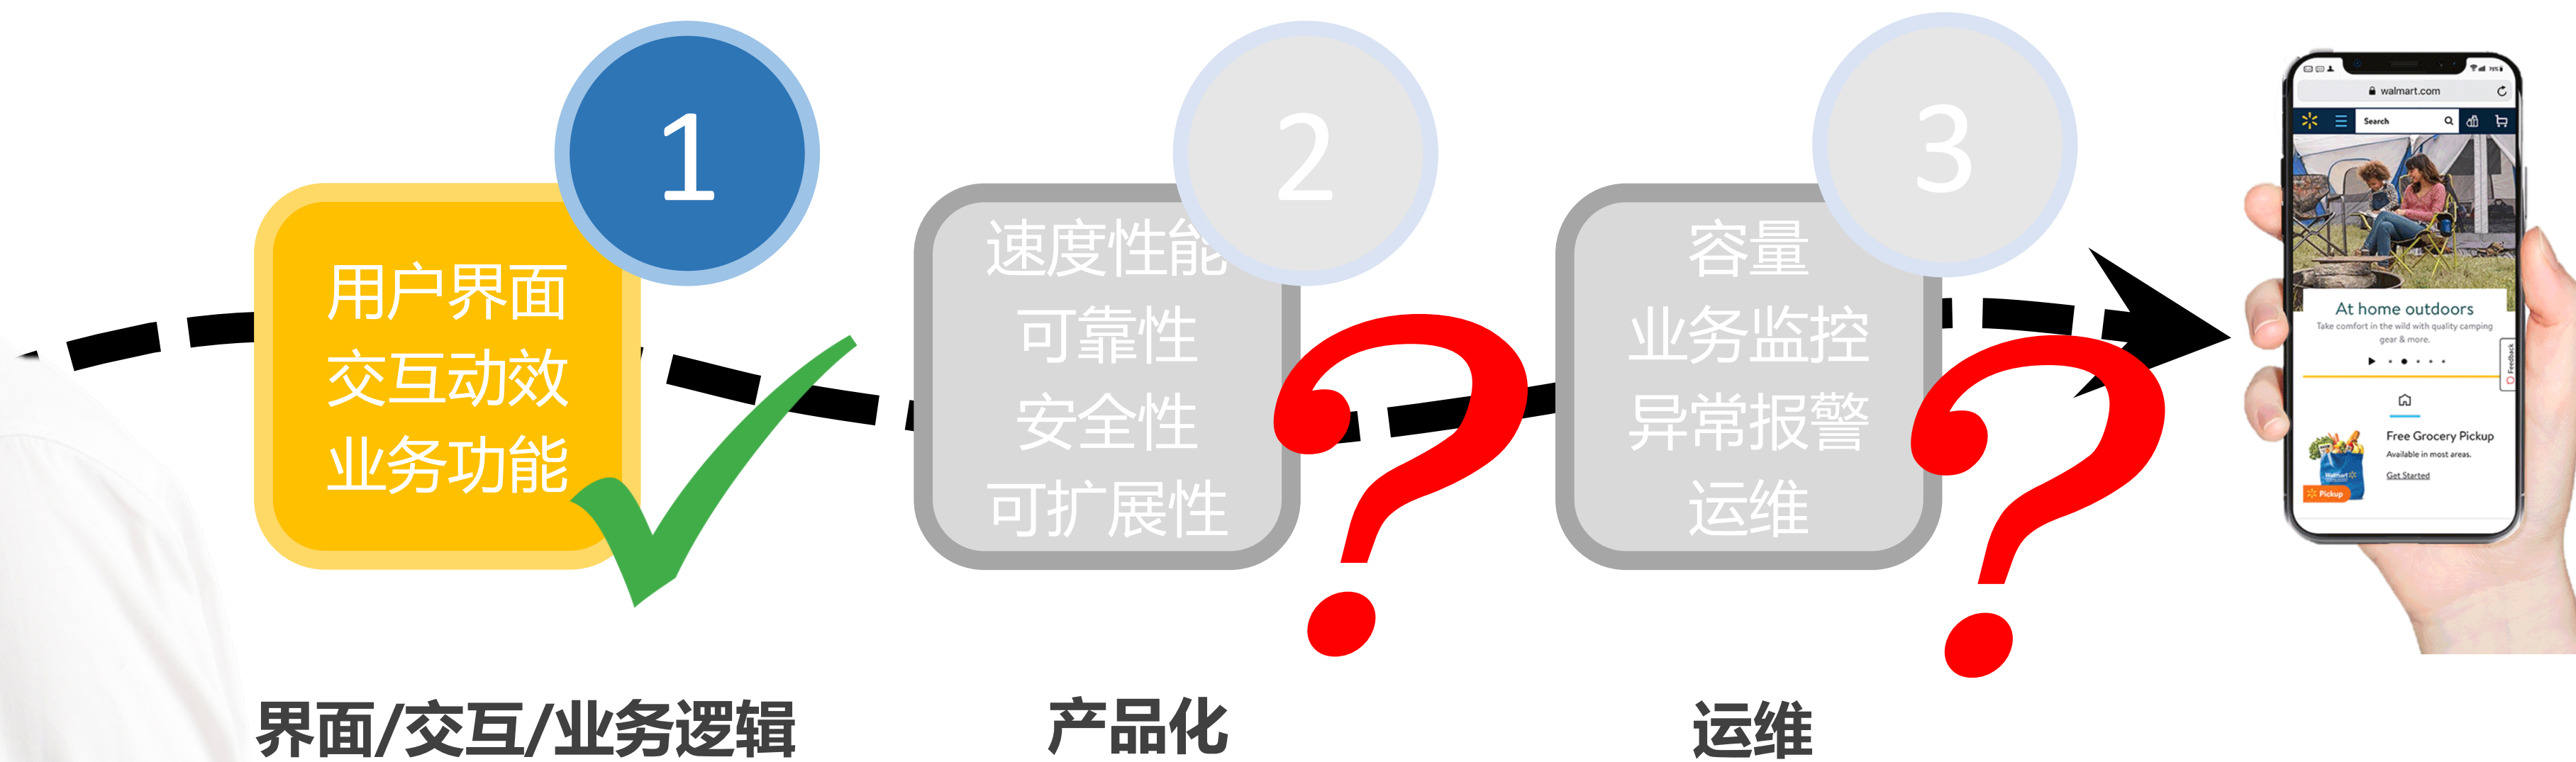 1
用户界面
交互动效
业务功能
界面/交互/业务逻辑
2
速度性能
可靠性
安全性
可扩展性
产品化
3
容量
业务监控
异常报警
运维
运维
walmart.com
Search
At home outdoors
Take comfort in the wild with quality camping
gear & more.
Feedback
Free Grocery Pickup
Available in most areas.
Get Started
Walmart
Pickup